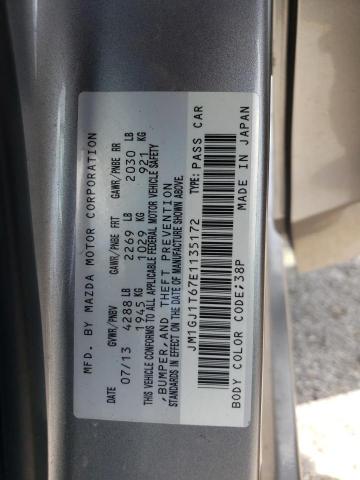 MFD. BY MAZDA MOTOR CORPORATION
DATE GVWR/PNBV GAWR/PNBE FRT GAWR/PNBE RR
07/13 4288 LB 2269 LB 2030 LB
1945 KG 1029 KG 921 KG
THIS VEHICLE CONFORMS TO ALL APPLICABLE FEDERAL MOTOR VEHICLE SAFETY
, BUMPER, AND THEFT PREVENTION
STANDARDS IN EFFECT ON THE DATE OF MANUFACTURE SHOWN ABOVE.
JM1GJ1T67E1135172 TYPE: PASS CAR
BODY COLOR CODE;38P MADE IN JAPAN